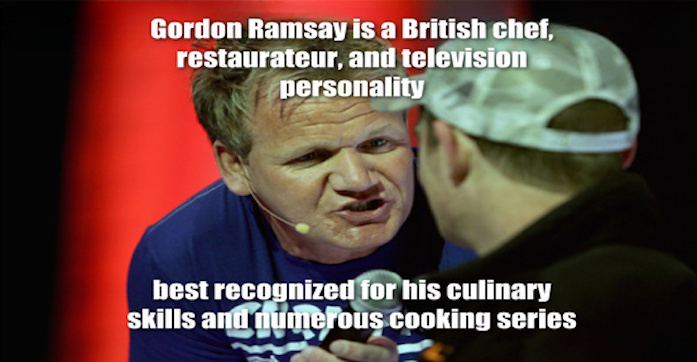 Gordon Ramsay is a British chef,
restaurateur, and television
personality
best recognized for his culinary
skills and numerous cooking series